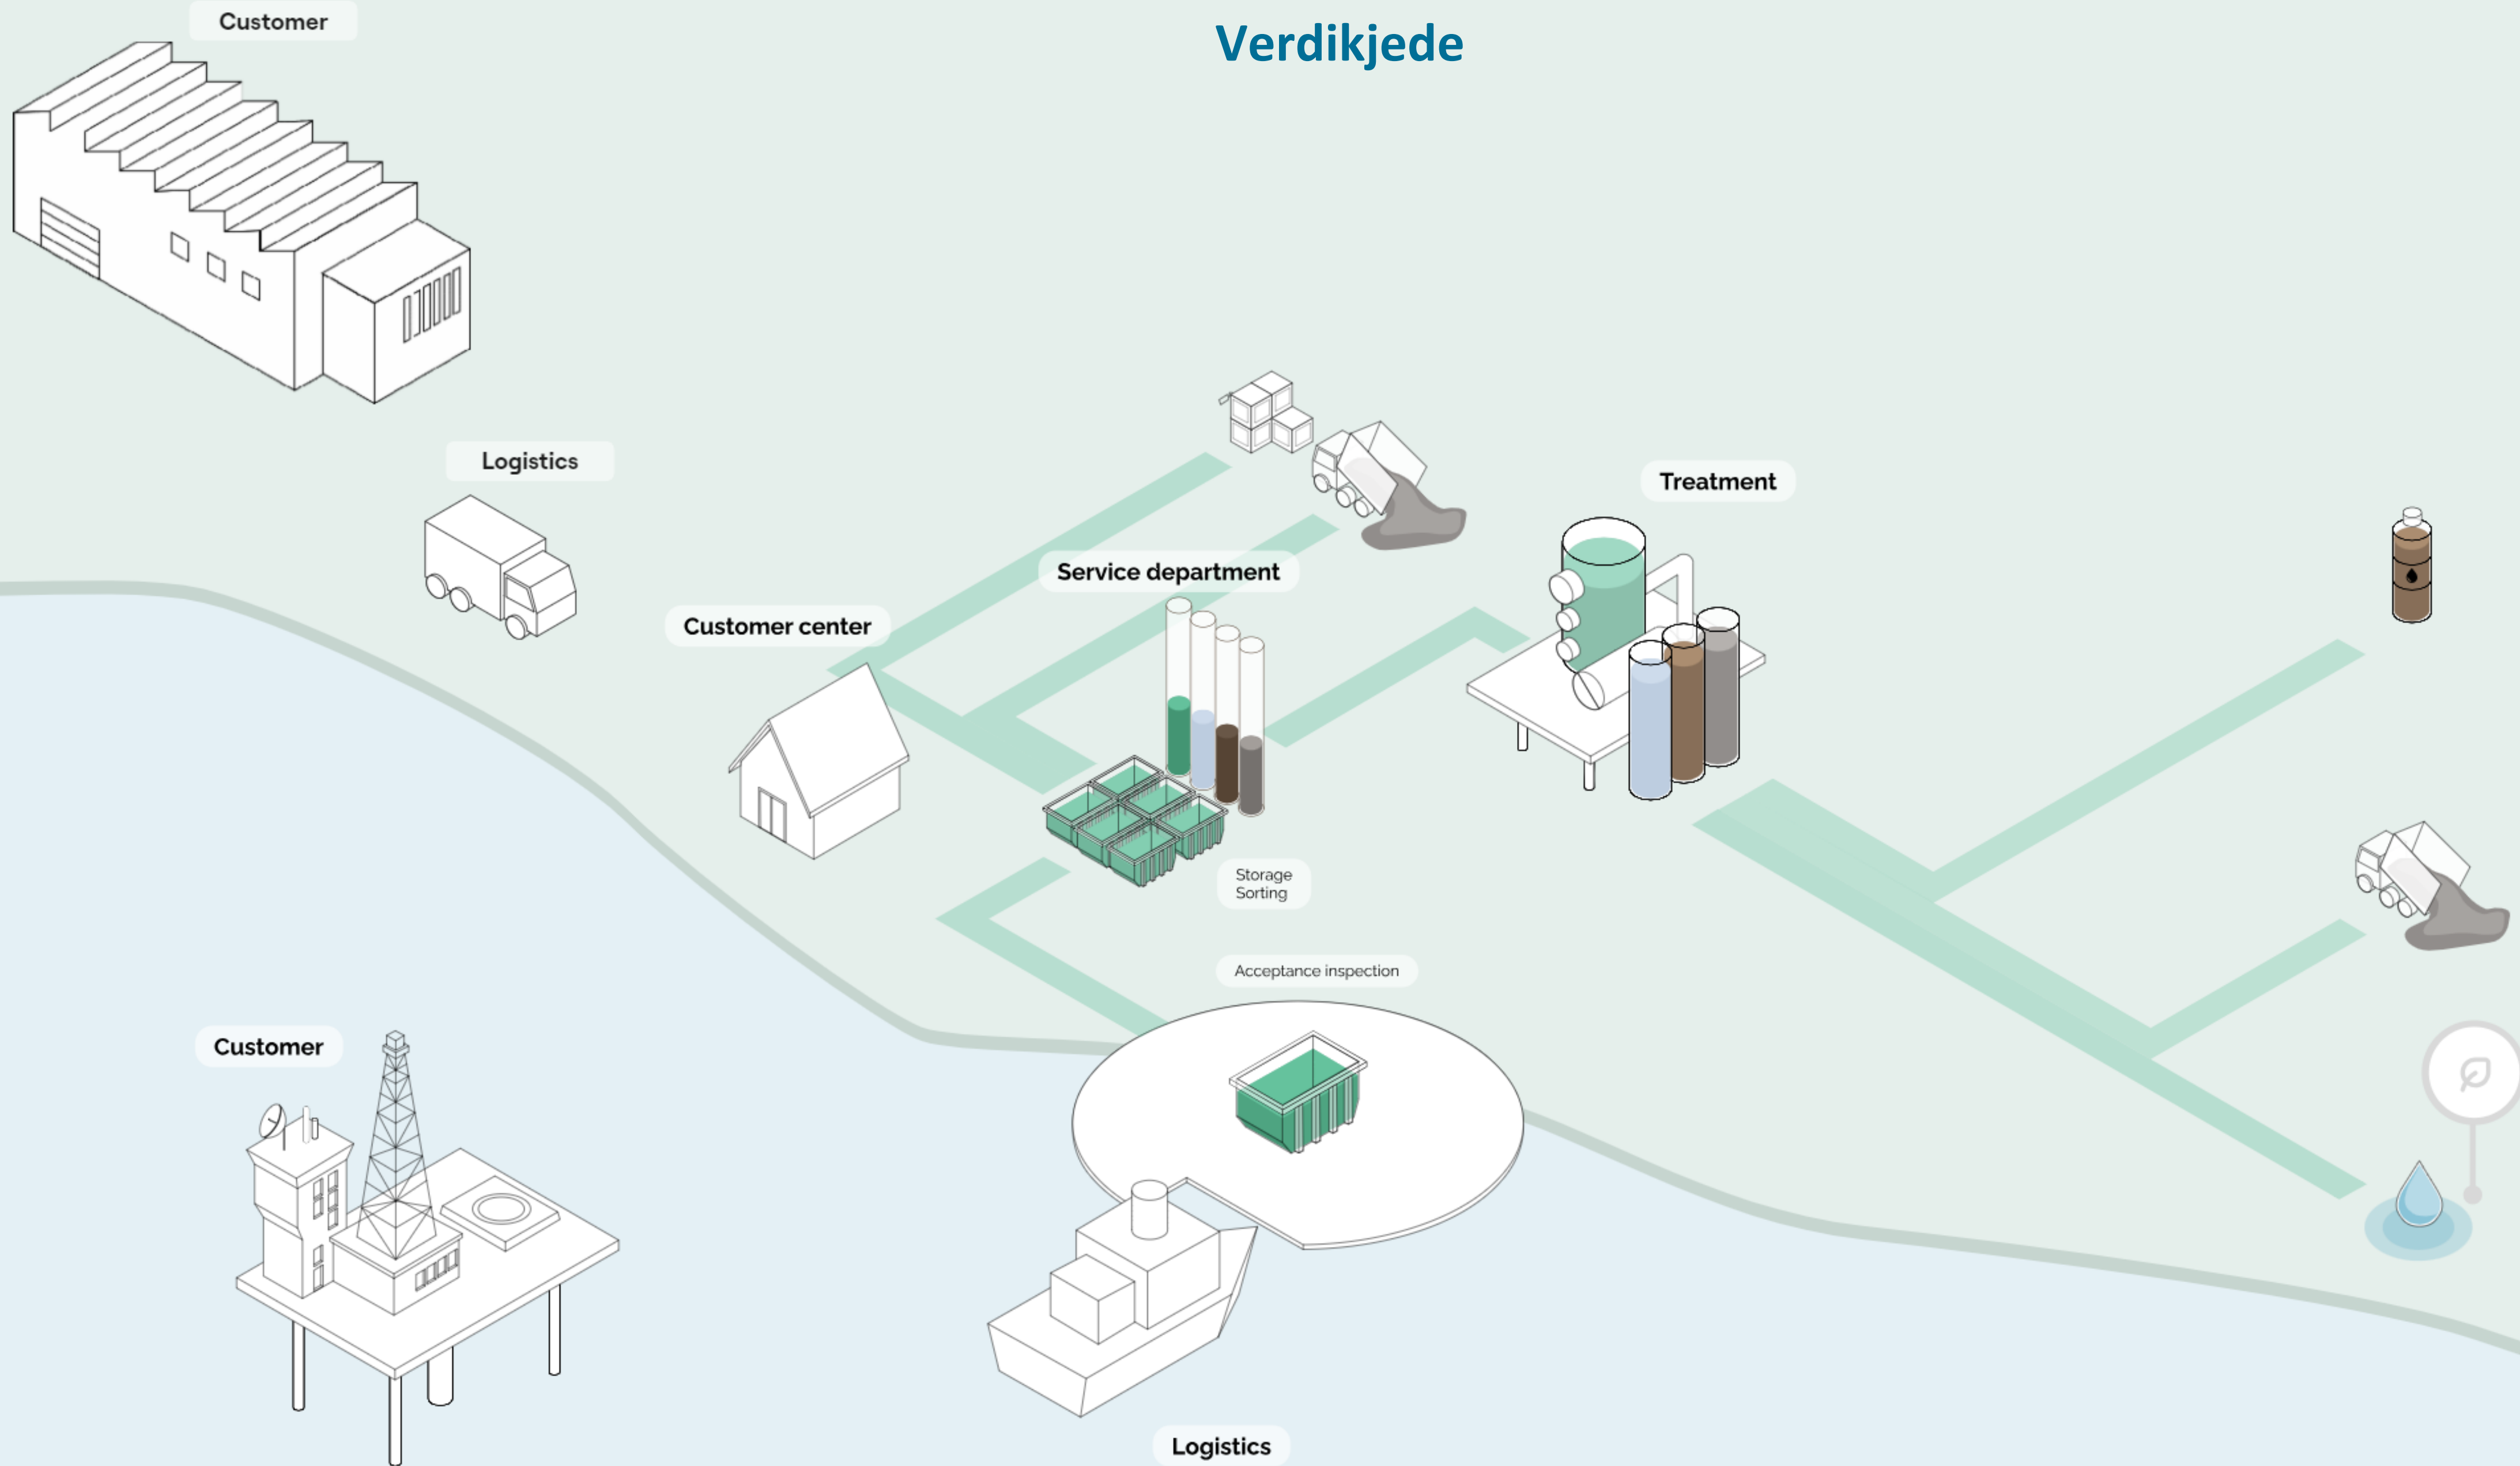 Verdikjede
Customer
Logistics
Treatment
Service department
Customer center
Storage
Sorting
Acceptance inspection
Customer
Logistics